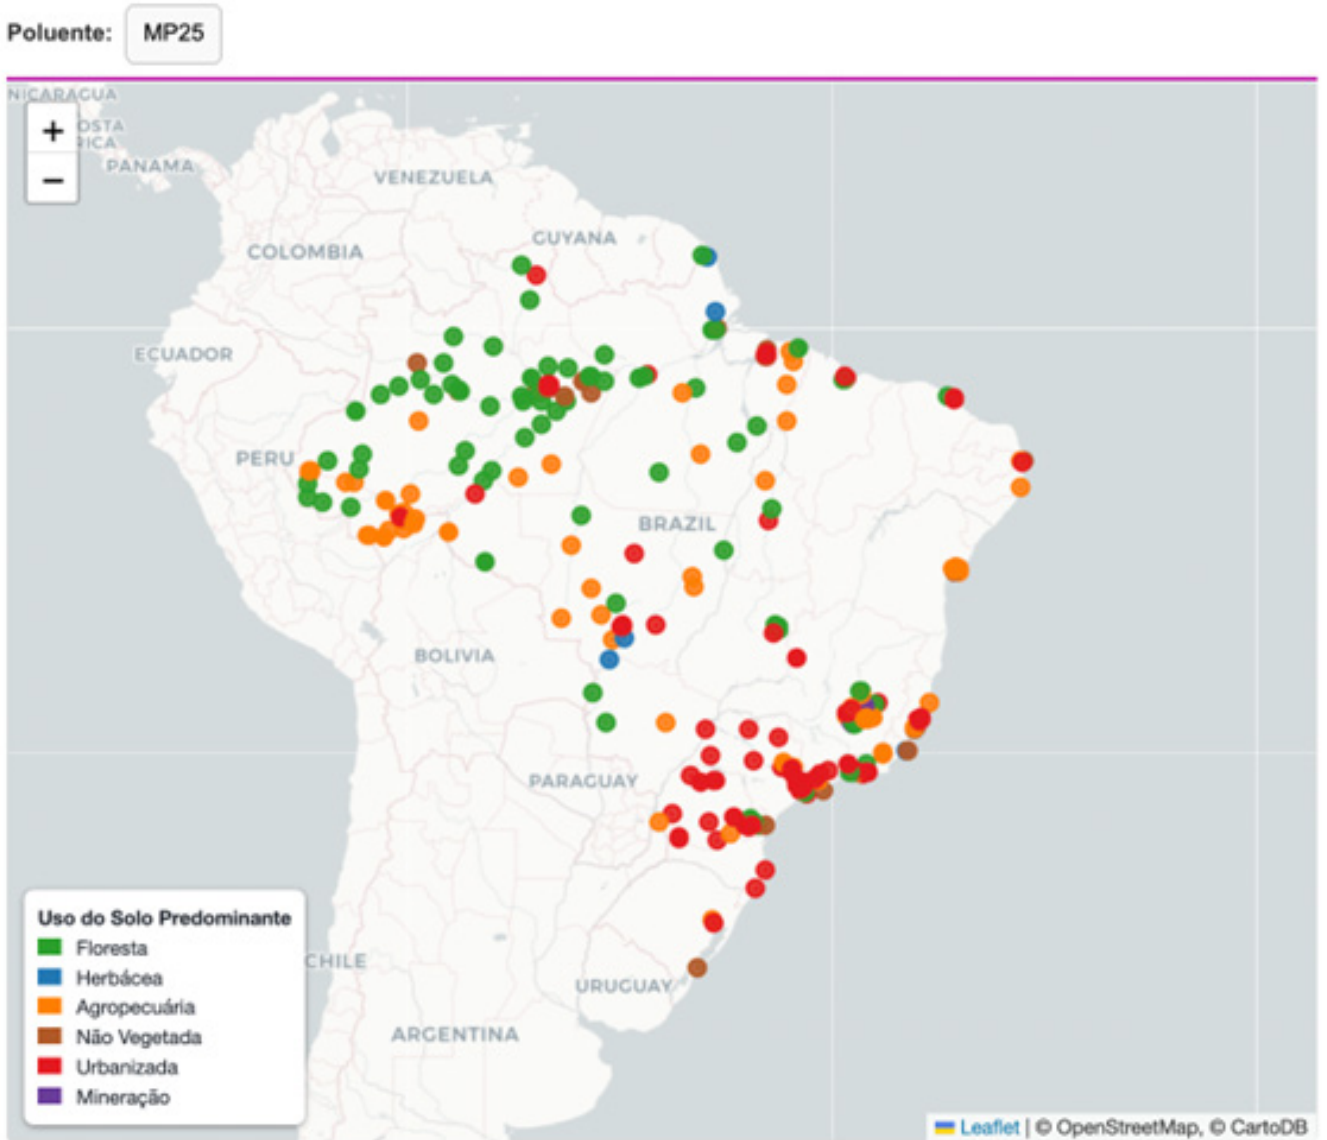 Poluente: MP25
NICARAGUA
+
OSTA
RICA
PANAMA
−
VENEZUELA
GUYANA
COLOMBIA
ECUADOR
PERU
BRAZIL
BOLIVIA
PARAGUAY
CHILE
URUGUAY
ARGENTINA
Uso do Solo Predominante
Floresta
Herbácea
Agropecuária
Não Vegetada
Urbanizada
Mineração
Leaflet | © OpenStreetMap, © CartoDB